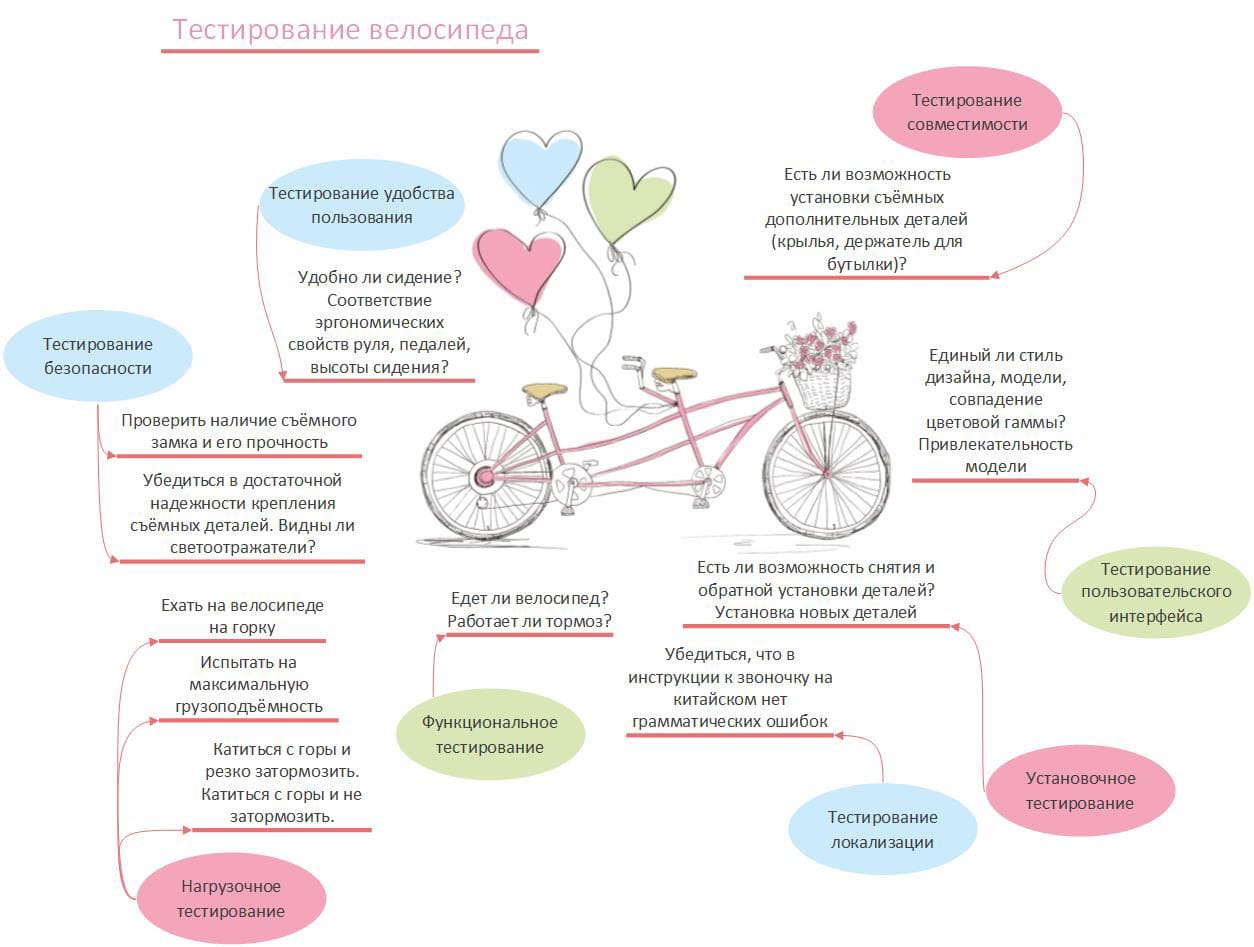 Тестирование велосипеда
Тестирование
совместимости
Есть ли возможность
установки съёмных
дополнительных деталей
(крылья, держатель для
бутылки)?
Тестирование удобства
пользования
Удобно ли сидение?
Соответствие
эргономических
свойств руля, педалей,
высоты сидения?
Тестирование
безопасности
Проверить наличие съёмного
замка и его прочность
Убедиться в достаточной
надежности крепления
съёмных деталей. Видны ли
светоотражатели?
Единый ли стиль
дизайна, модели,
совпадение
цветовой гаммы?
Привлекательность
модели
Тестирование
пользовательского
интерфейса
Есть ли возможность снятия и
обратной установки деталей?
Установка новых деталей
Установочное
тестирование
Едет ли велосипед?
Работает ли тормоз?
Функциональное
тестирование
Убедиться, что в
инструкции к звоночку на
китайском нет
грамматических ошибок
Тестирование
локализации
Ехать на велосипеде
на горку
Испытать на
максимальную
грузоподъёмность
Катиться с горы и
резко затормозить.
Катиться с горы и не
затормозить.
Нагрузочное
тестирование